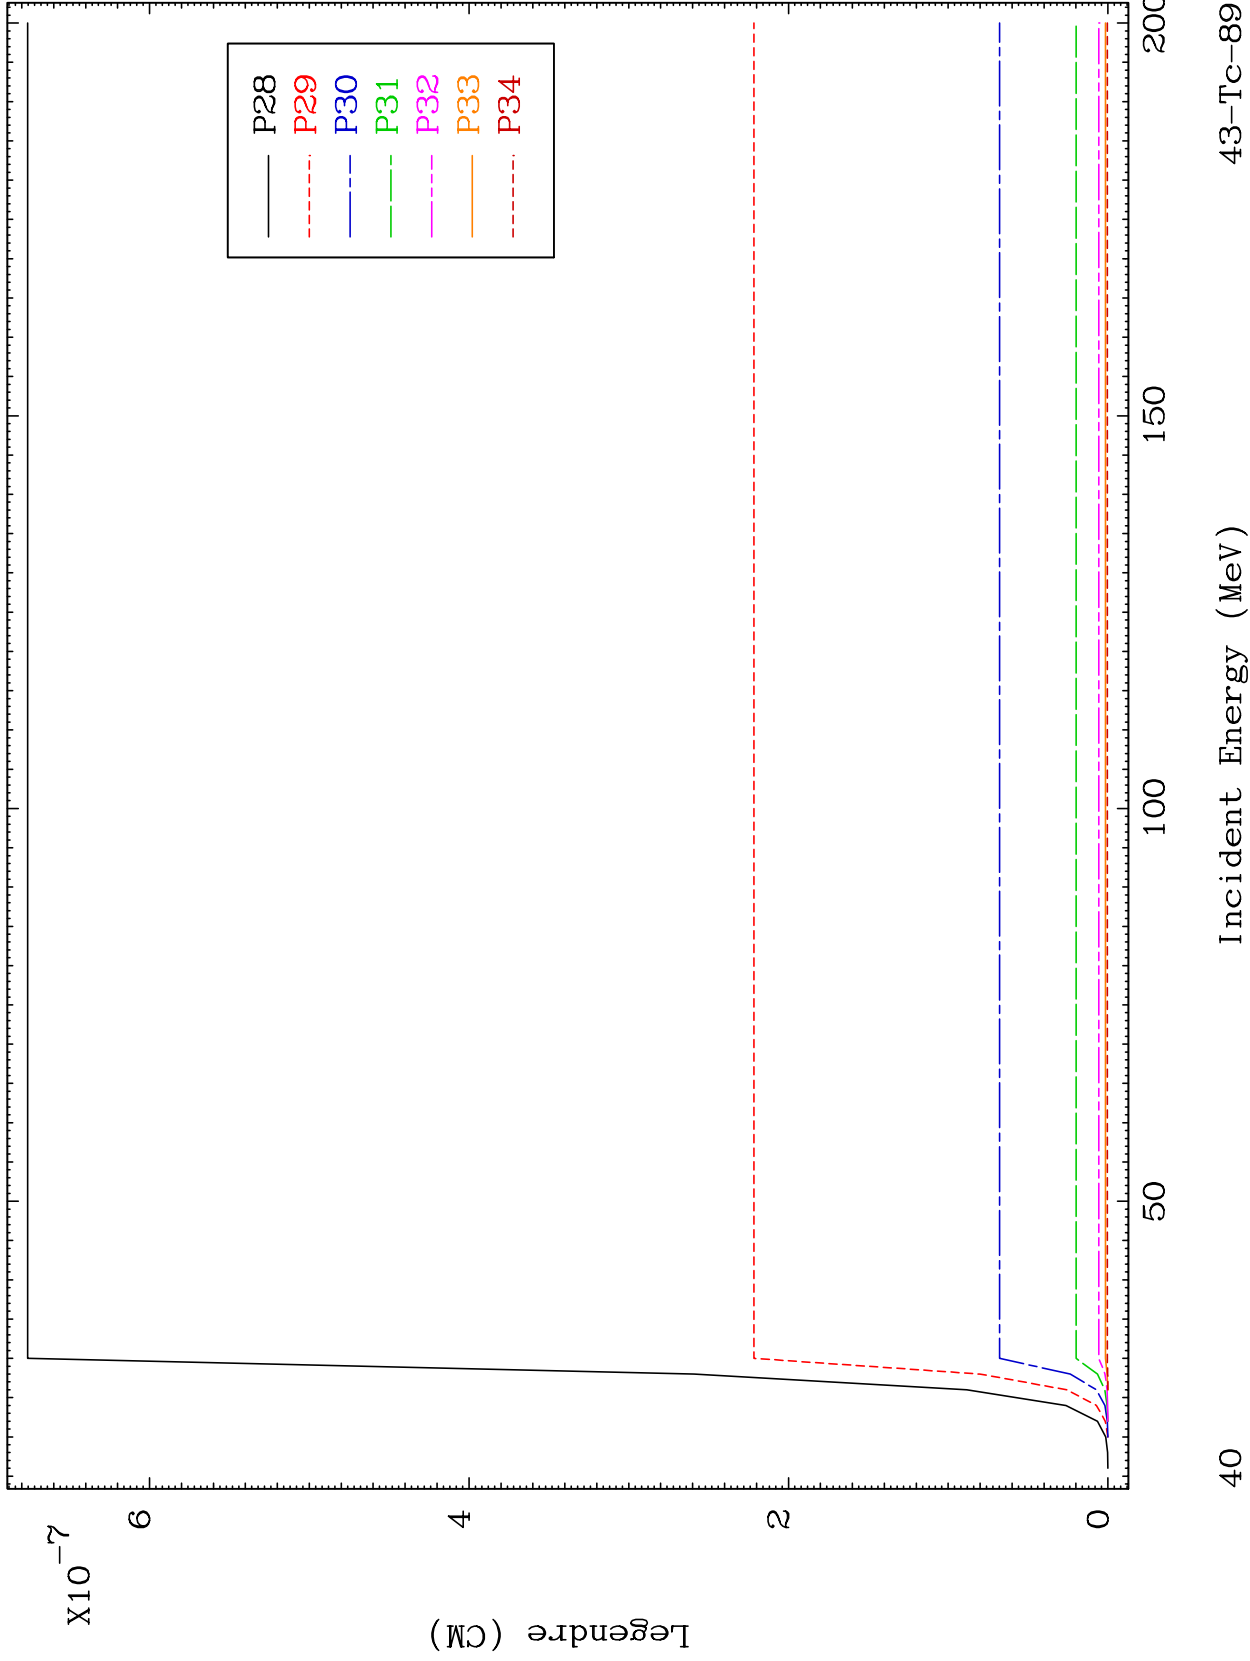 X10-7
6
4
2
0
Legendre (CM)
50
100
150
200
Incident Energy (MeV)
P28
P29
P30
P31
P32
P33
P34
40
43-Tc-89